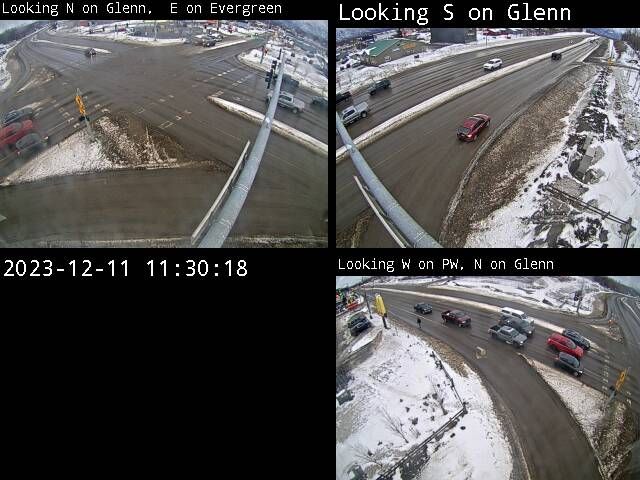 Looking N on Glenn,  E on Evergreen
Looking S on Glenn
2023-12-11 11:30:18
Looking W on PW, N on Glenn